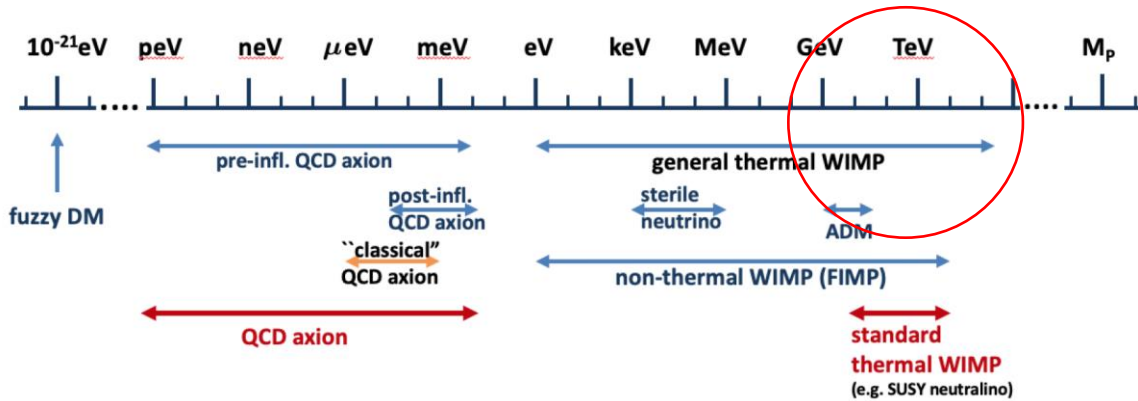 10⁻²¹eV peV neV μeV meV eV keV MeV GeV TeV M_P
pre-infl. QCD axion
general thermal WIMP
fuzzy DM
post-infl.
QCD axion
sterile
neutrino
ADM
``classical”
QCD axion
non-thermal WIMP (FIMP)
QCD axion
standard
thermal WIMP
(e.g. SUSY neutralino)